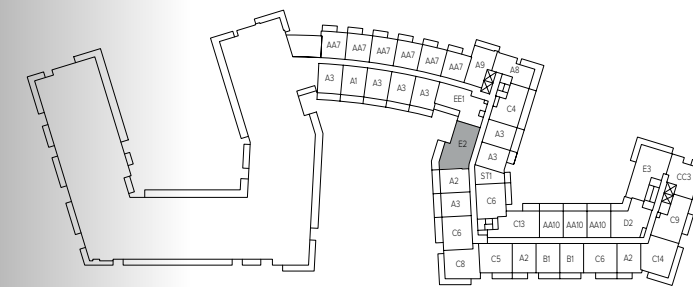 AA7 AA7 AA7 AA7 AA7 AA7 A9 A8
A3 A1 A3 A3 A3 EE1 C4
A3
E2 A3
A2 ST1 E3 CC3
A3 C6
C6 C13 AA10 AA10 AA10 D2 C9
C8 C5 A2 B1 B1 C6 A2 C14